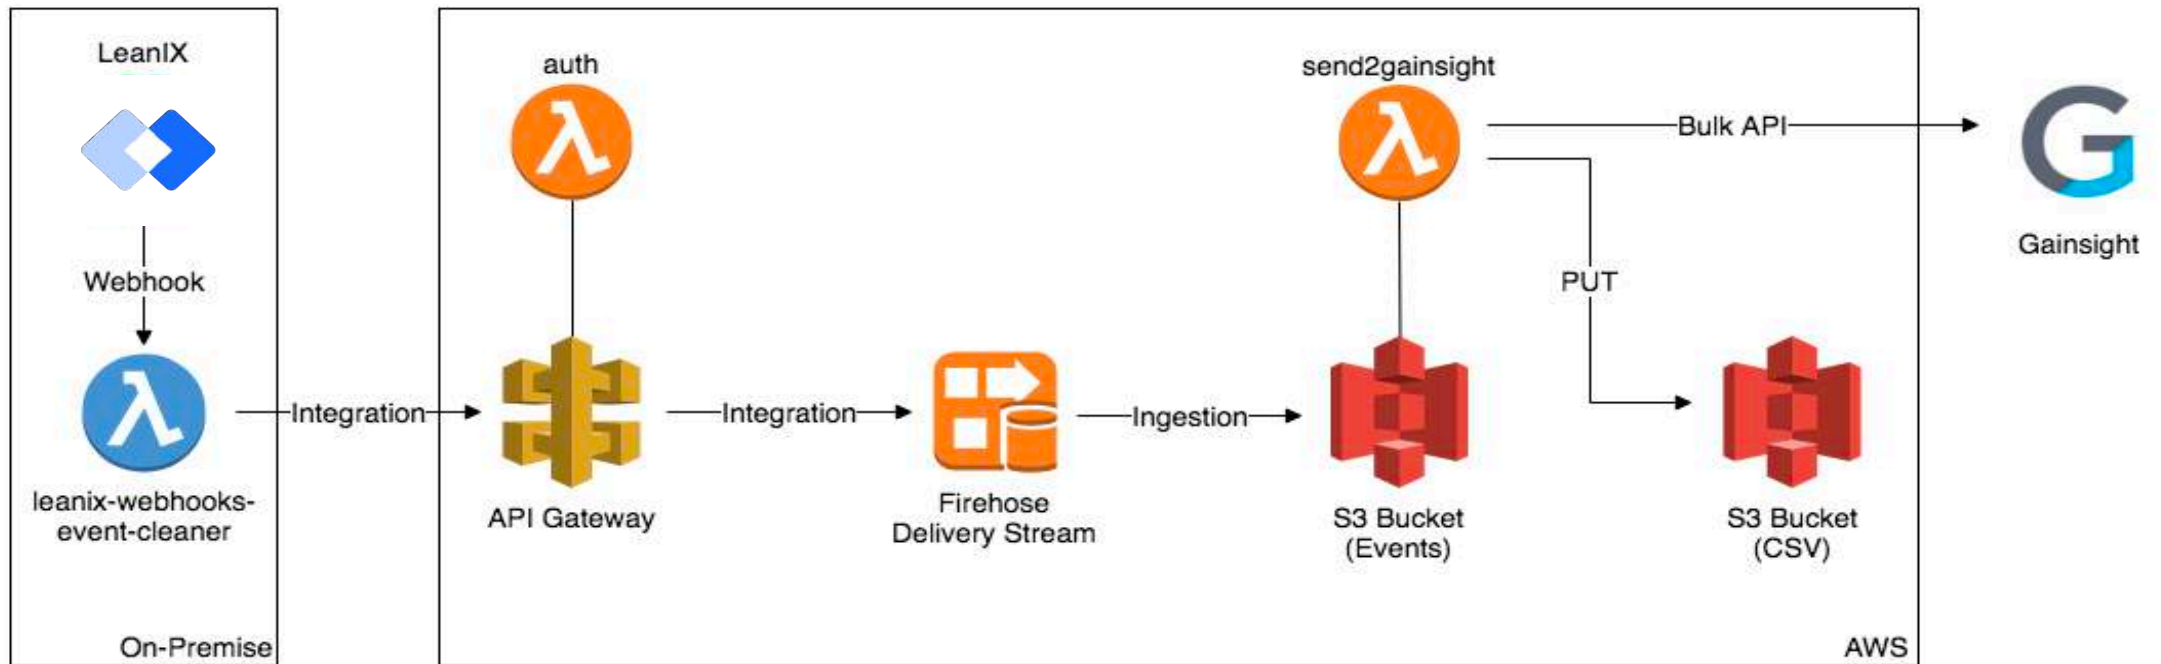 LeanIX
auth
send2gainsight
Bulk API
Gainsight
Webhook
PUT
Integration
Integration
Ingestion
leanix-webhooks-
event-cleaner
API Gateway
Firehose
Delivery Stream
S3 Bucket
(Events)
S3 Bucket
(CSV)
On-Premise
AWS